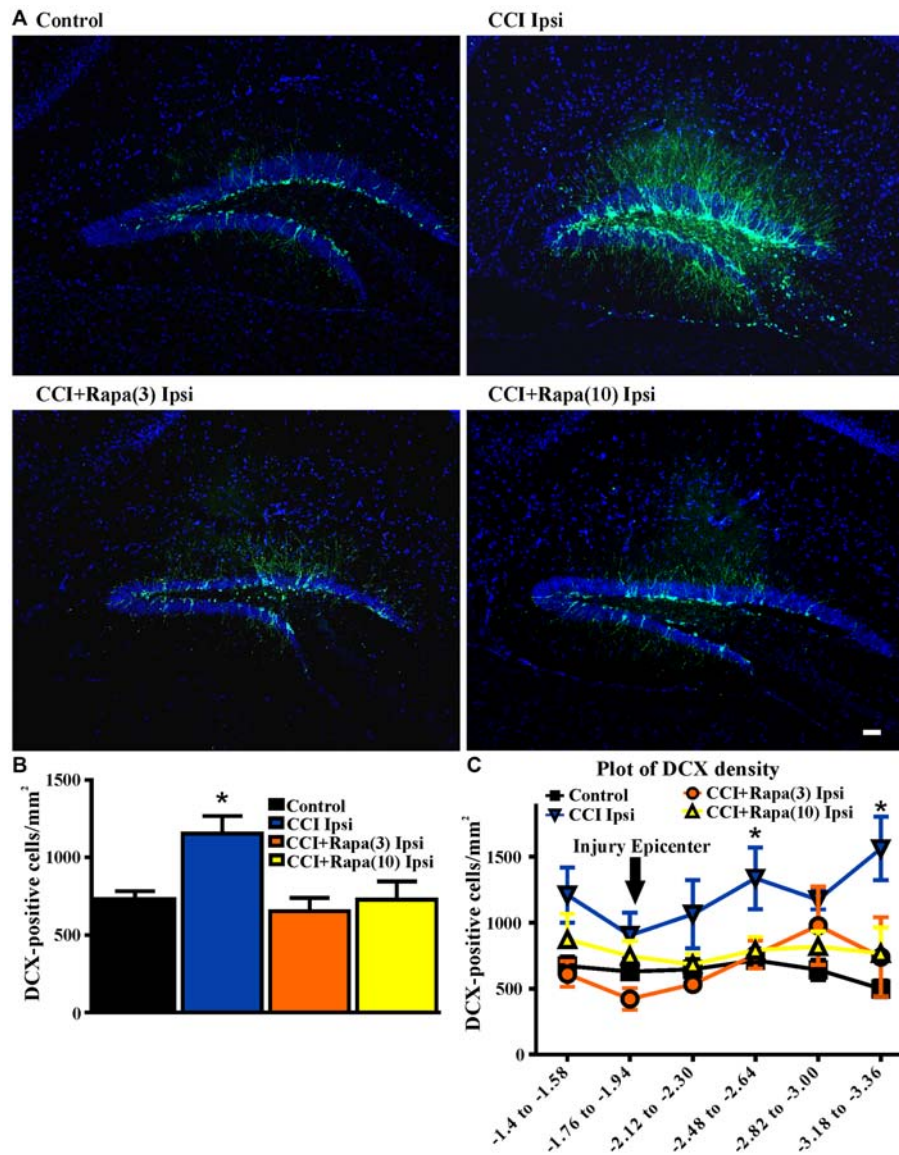 A Control
CCI Ipsi
CCI+Rapa(3) Ipsi
CCI+Rapa(10) Ipsi
B
DCX-positive cells/mm²
1500
1000
500
0
*
Control
CCI Ipsi
CCI+Rapa(3) Ipsi
CCI+Rapa(10) Ipsi
C
Plot of DCX density
Control
CCI Ipsi
CCI+Rapa(3) Ipsi
CCI+Rapa(10) Ipsi
Injury Epicenter
*
*
DCX-positive cells/mm²
1500
1000
500
0
-1.4 to -1.58
-1.76 to -1.94
-2.12 to -2.30
-2.48 to -2.64
-2.82 to -3.00
-3.18 to -3.36